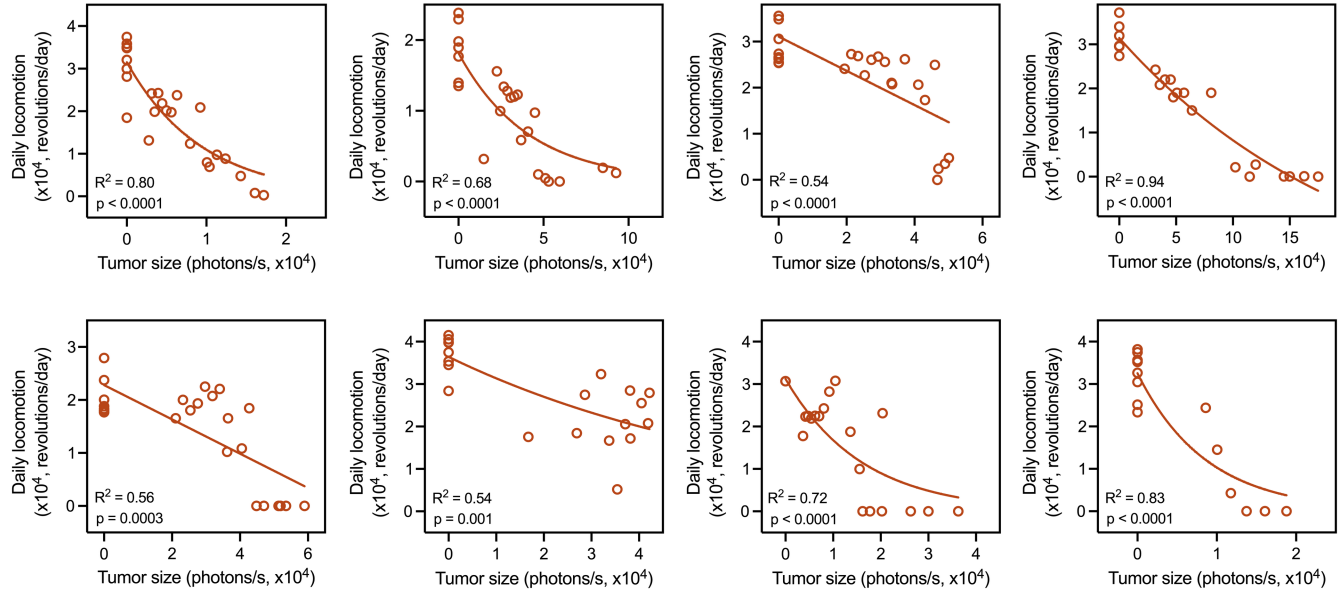 Daily locomotion
(x10⁴, revolutions/day)
4
3
2
1
0
R² = 0.80
p < 0.0001
0 1 2
Tumor size (photons/s, x10⁴)
Daily locomotion
(x10⁴, revolutions/day)
2
1
0
R² = 0.68
p < 0.0001
0 5 10
Tumor size (photons/s, x10⁴)
Daily locomotion
(x10⁴, revolutions/day)
3
2
1
0
R² = 0.54
p < 0.0001
0 2 4 6
Tumor size (photons/s, x10⁴)
Daily locomotion
(x10⁴, revolutions/day)
3
2
1
0
R² = 0.94
p < 0.0001
0 5 10 15
Tumor size (photons/s, x10⁴)
Daily locomotion
(x10⁴, revolutions/day)
3
2
1
0
R² = 0.56
p = 0.0003
0 2 4 6
Tumor size (photons/s, x10⁴)
Daily locomotion
(x10⁴, revolutions/day)
4
3
2
1
0
R² = 0.54
p = 0.001
0 1 2 3 4
Tumor size (photons/s, x10⁴)
Daily locomotion
(x10⁴, revolutions/day)
4
3
2
1
0
R² = 0.72
p < 0.0001
0 1 2 3 4
Tumor size (photons/s, x10⁴)
Daily locomotion
(x10⁴, revolutions/day)
4
3
2
1
0
R² = 0.83
p < 0.0001
0 1 2
Tumor size (photons/s, x10⁴)